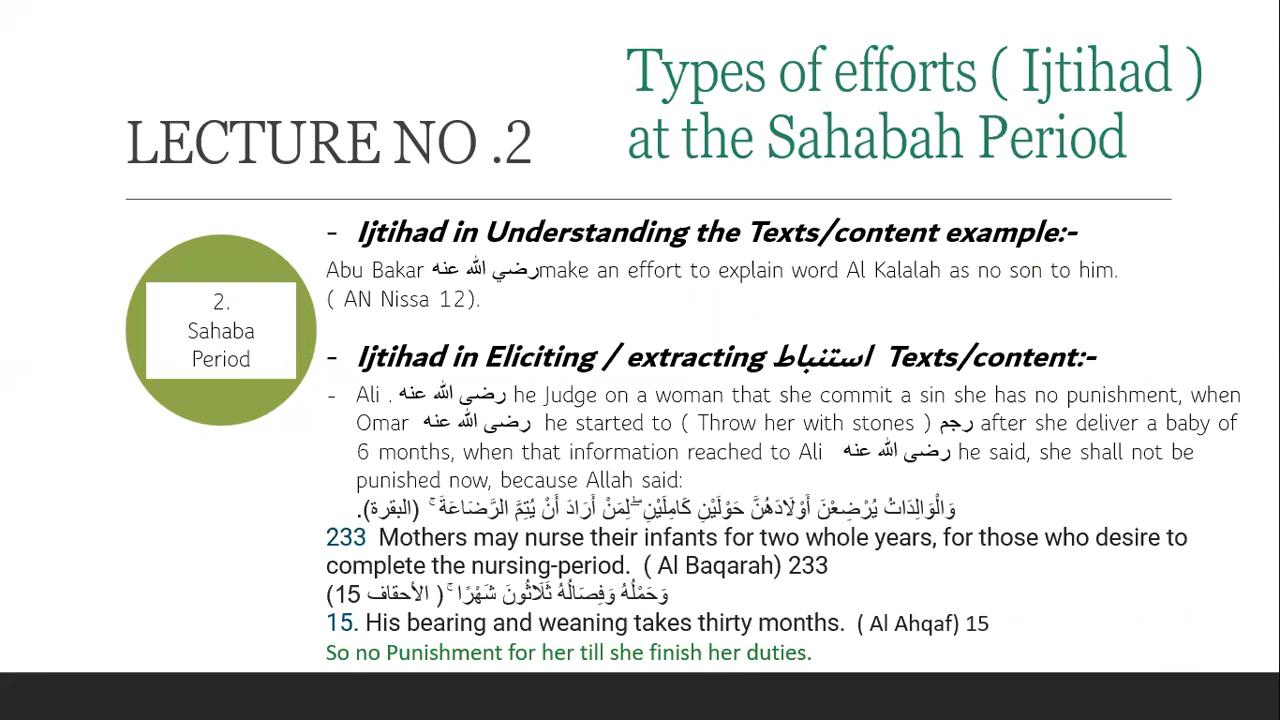 LECTURE NO .2
Types of efforts ( Ijtihad )
at the Sahabah Period
2.
Sahaba
Period
- Ijtihad in Understanding the Texts/content example:-
Abu Bakar رضي الله عنه make an effort to explain word Al Kalalah as no son to him.
( AN Nissa 12).
- Ijtihad in Eliciting / extracting استنباط Texts/content:-
- Ali . رضى الله عنه he Judge on a woman that she commit a sin she has no punishment, when
Omar رضى الله عنه he started to ( Throw her with stones ) رجم after she deliver a baby of
6 months, when that information reached to Ali رضى الله عنه he said, she shall not be
punished now, because Allah said:
وَالْوَالِدَاتُ يُرْضِعْنَ أَوْلَادَهُنَّ حَوْلَيْنِ كَامِلَيْنِ ۖ لِمَنْ أَرَادَ أَنْ يُتِمَّ الرَّضَاعَةَ ۚ (البقرة).
233 Mothers may nurse their infants for two whole years, for those who desire to
complete the nursing-period. ( Al Baqarah) 233
وَحَمْلُهُ وَفِصَالُهُ ثَلَاثُونَ شَهْرًا ۚ ( الأحقاف 15)
15. His bearing and weaning takes thirty months. ( Al Ahqaf) 15
So no Punishment for her till she finish her duties.